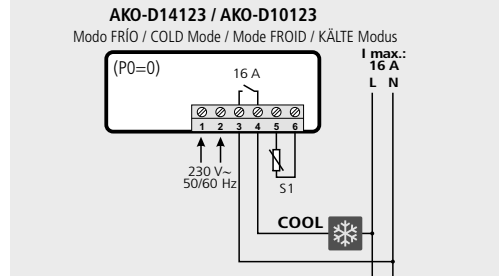 AKO-D14123 / AKO-D10123
Modo FRÍO / COLD Mode / Mode FROID / KÄLTE Modus
I max.:
16 A
L N
(P0=0)
16 A
1 2 3 4 5 6
230 V~
50/60 Hz
S1
COOL